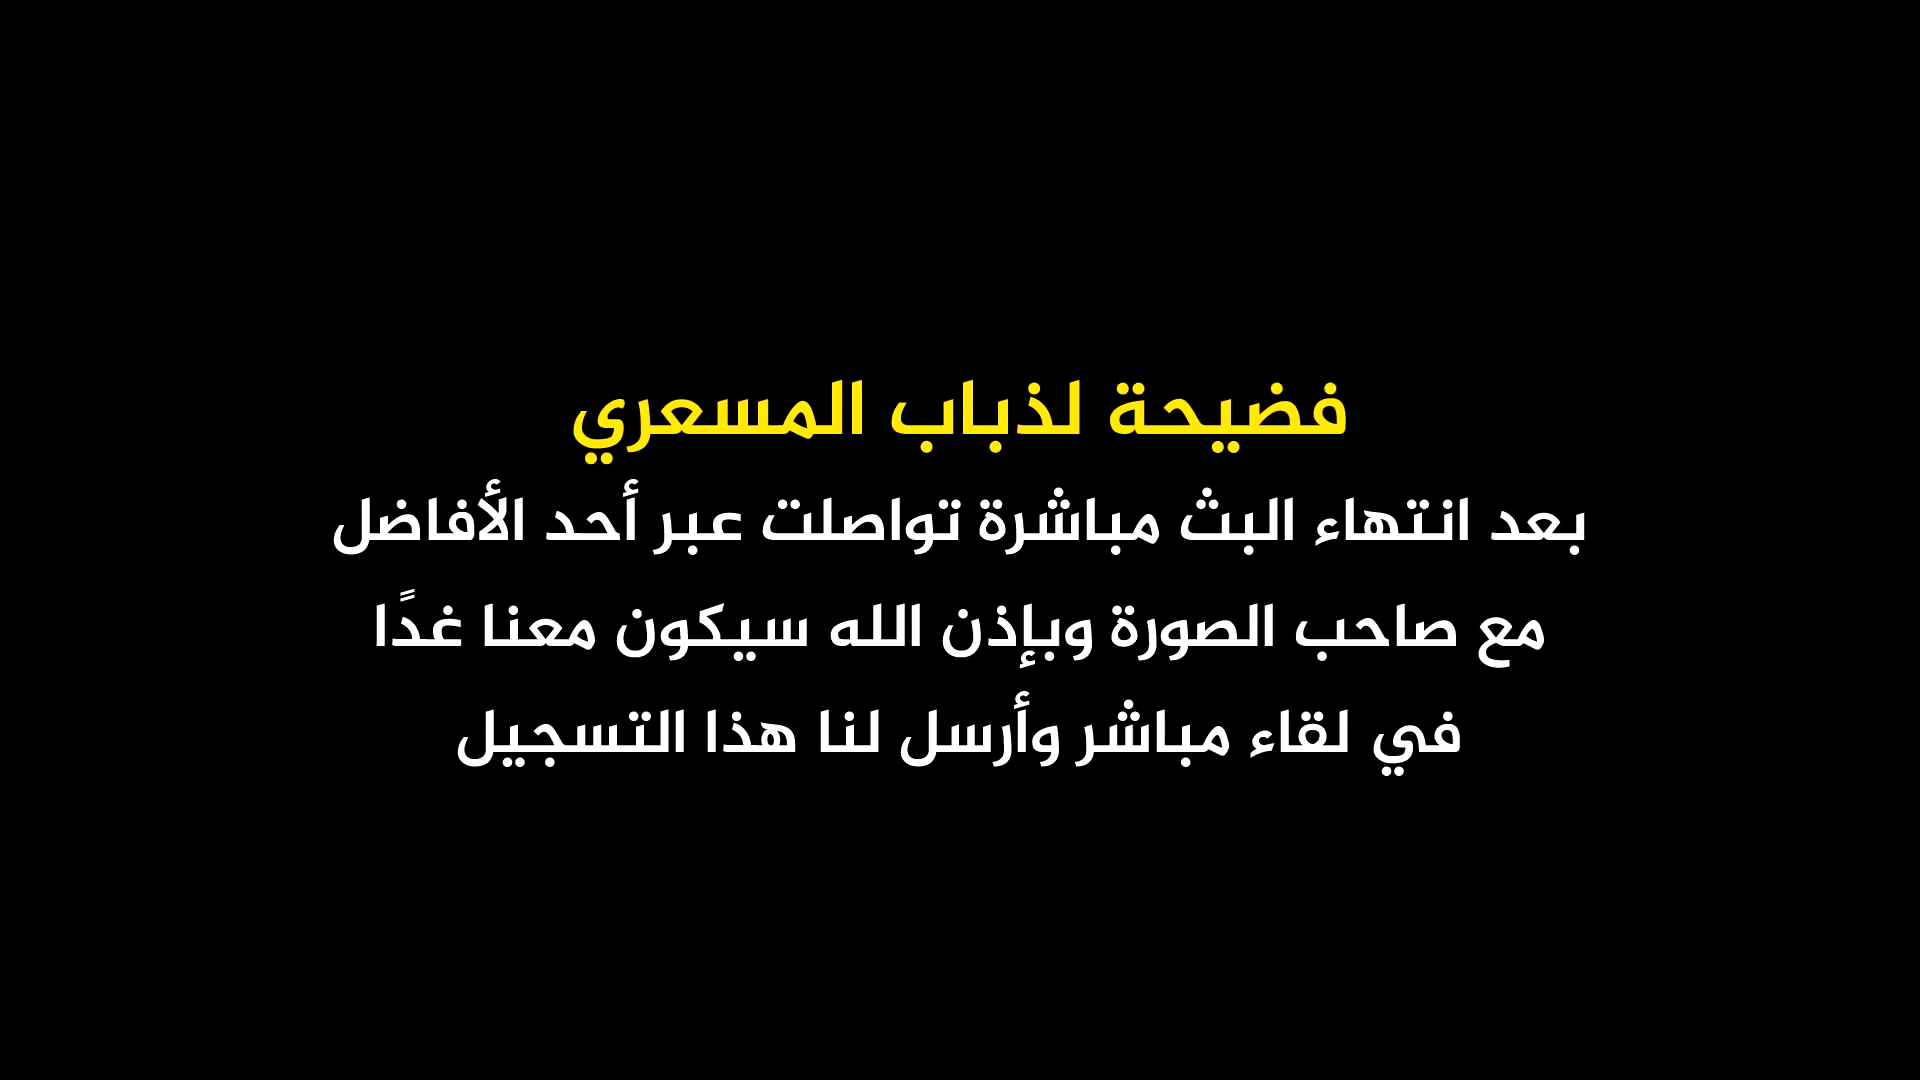 فضيحة لذباب المسعري
بعد انتهاء البث مباشرة تواصلت عبر أحد الأفاضل
مع صاحب الصورة وبإذن الله سيكون معنا غدًا
في لقاء مباشر وأرسل لنا هذا التسجيل